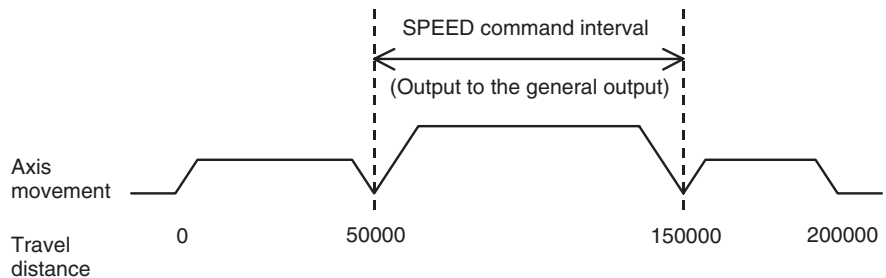 SPEED command interval
(Output to the general output)
Axis
movement
0 50000 150000 200000
Travel
distance